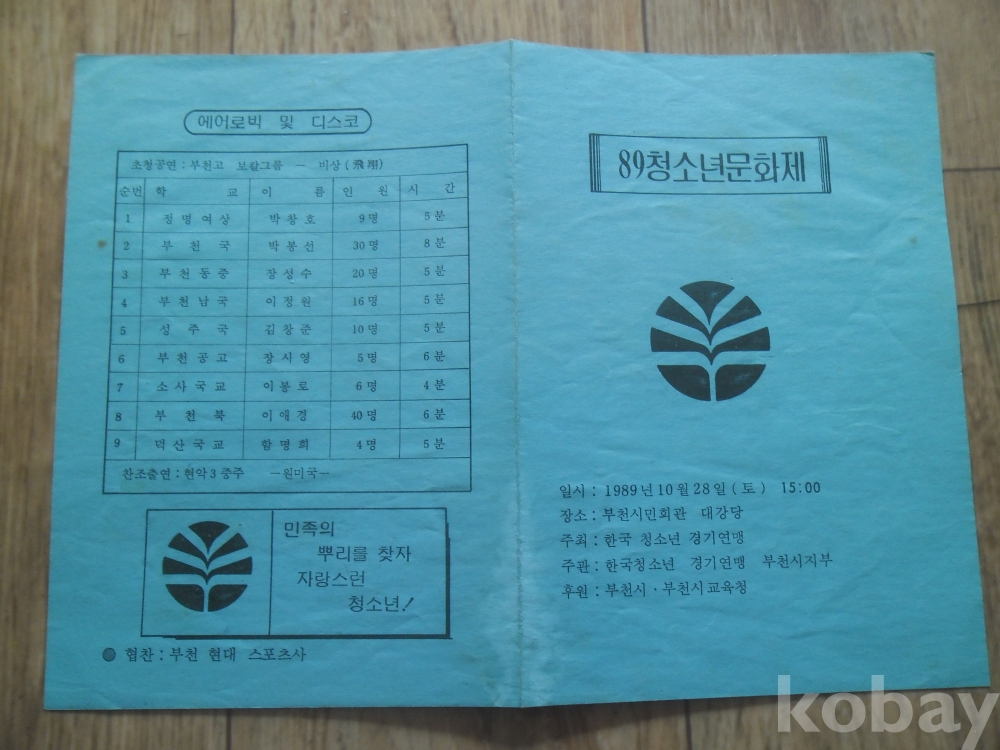 에어로빅 및 디스코
초청공연 : 부천고 보칼그룹 — 비상 (飛翔)
순번 학 교 이 름 인 원 시 간
1 정명여상 박창호 9명 5분
2 부천국 박봉선 30명 8분
3 부천동중 장성수 20명 5분
4 부천남국 이정원 16명 5분
5 성주국 김창준 10명 5분
6 부천공고 장시영 5명 6분
7 소사국교 이봉로 6명 4분
8 부천북 이애경 40명 6분
9 덕산국교 함명희 4명 5분
찬조출연 : 현악3중주 —원미국—
민족의
뿌리를 찾자
자랑스런
청소년!
협찬 : 부천 현대 스포츠사
89청소년문화제
일시 : 1989년 10월 28일 (토) 15:00
장소 : 부천시민회관 대강당
주최 : 한국 청소년 경기연맹
주관 : 한국청소년 경기연맹 부천시지부
후원 : 부천시 · 부천시교육청
kobay